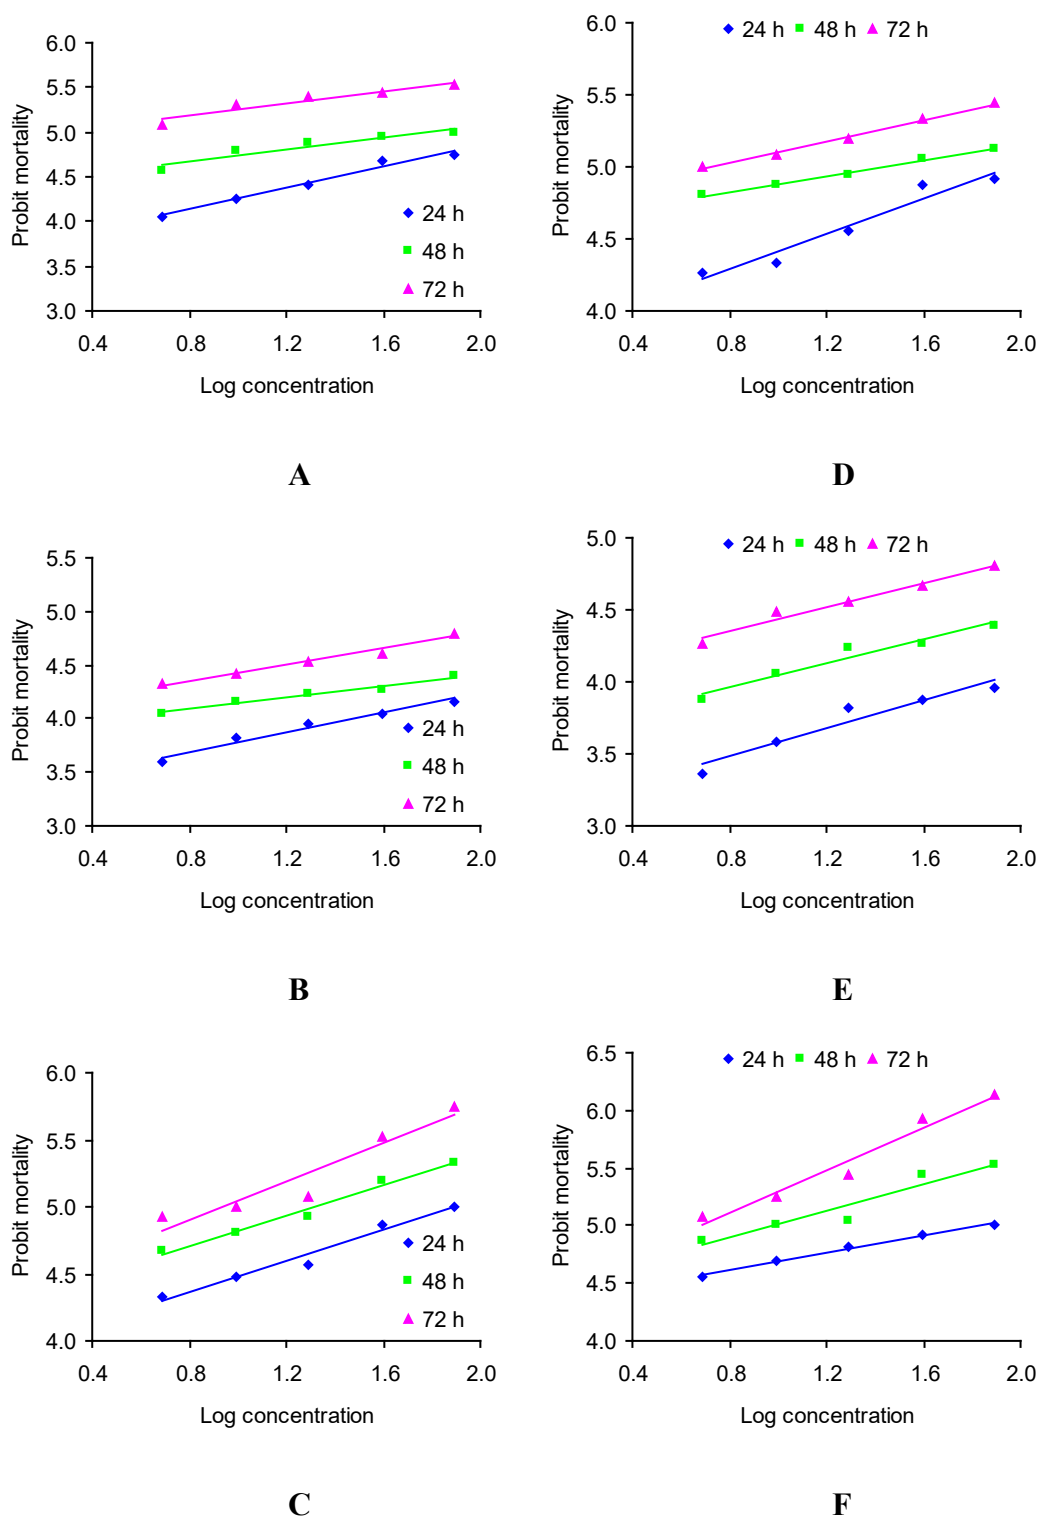 6.0
5.5
5.0
4.5
4.0
3.5
3.0
Probit mortality
24 h
48 h
72 h
0.4 0.8 1.2 1.6 2.0
Log concentration
A
24 h 48 h 72 h
6.0
5.5
5.0
4.5
4.0
Probit mortality
0.4 0.8 1.2 1.6 2.0
Log concentration
D
5.5
5.0
4.5
4.0
3.5
3.0
Probit mortality
24 h
48 h
72 h
0.4 0.8 1.2 1.6 2.0
Log concentration
B
24 h 48 h 72 h
5.0
4.5
4.0
3.5
3.0
Probit mortality
0.4 0.8 1.2 1.6 2.0
Log concentration
E
6.0
5.5
5.0
4.5
4.0
Probit mortality
24 h
48 h
72 h
0.4 0.8 1.2 1.6 2.0
Log concentration
C
24 h 48 h 72 h
6.5
6.0
5.5
5.0
4.5
4.0
Probit mortality
0.4 0.8 1.2 1.6 2.0
Log concentration
F